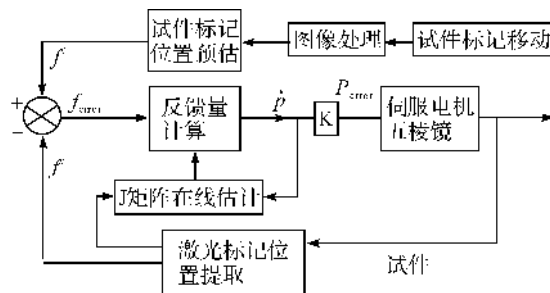 试件标记
位置预估
图像处理
试件标记移动
f
+
−
f error
反馈量
计算
ṗ
K
P error
伺服电机
五棱镜
f
J矩阵在线估计
激光标记位
置提取
试件